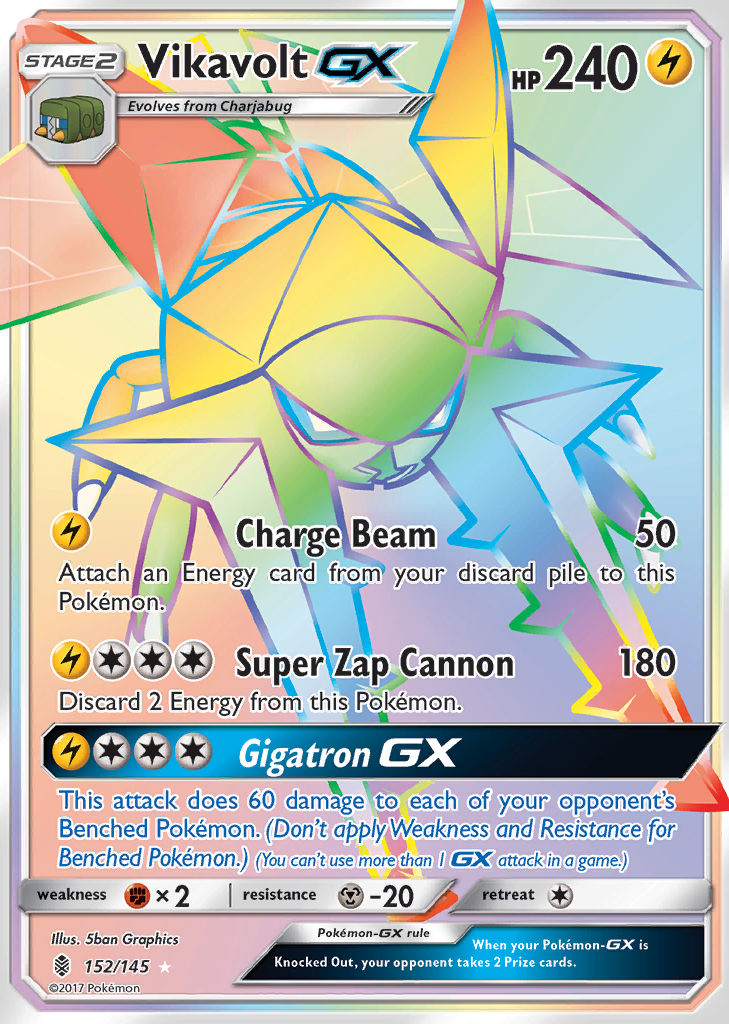 STAGE2 Vikavolt GX HP 240
Evolves from Charjabug
Charge Beam 50
Attach an Energy card from your discard pile to this
Pokémon.
Super Zap Cannon 180
Discard 2 Energy from this Pokémon.
Gigatron GX
This attack does 60 damage to each of your opponent's
Benched Pokémon. (Don't apply Weakness and Resistance for
Benched Pokémon.) (You can't use more than 1 GX attack in a game.)
weakness × 2 resistance -20 retreat
Illus. 5ban Graphics
Pokémon-GX rule
When your Pokémon-GX is
Knocked Out, your opponent takes 2 Prize cards.
152/145
©2017 Pokémon